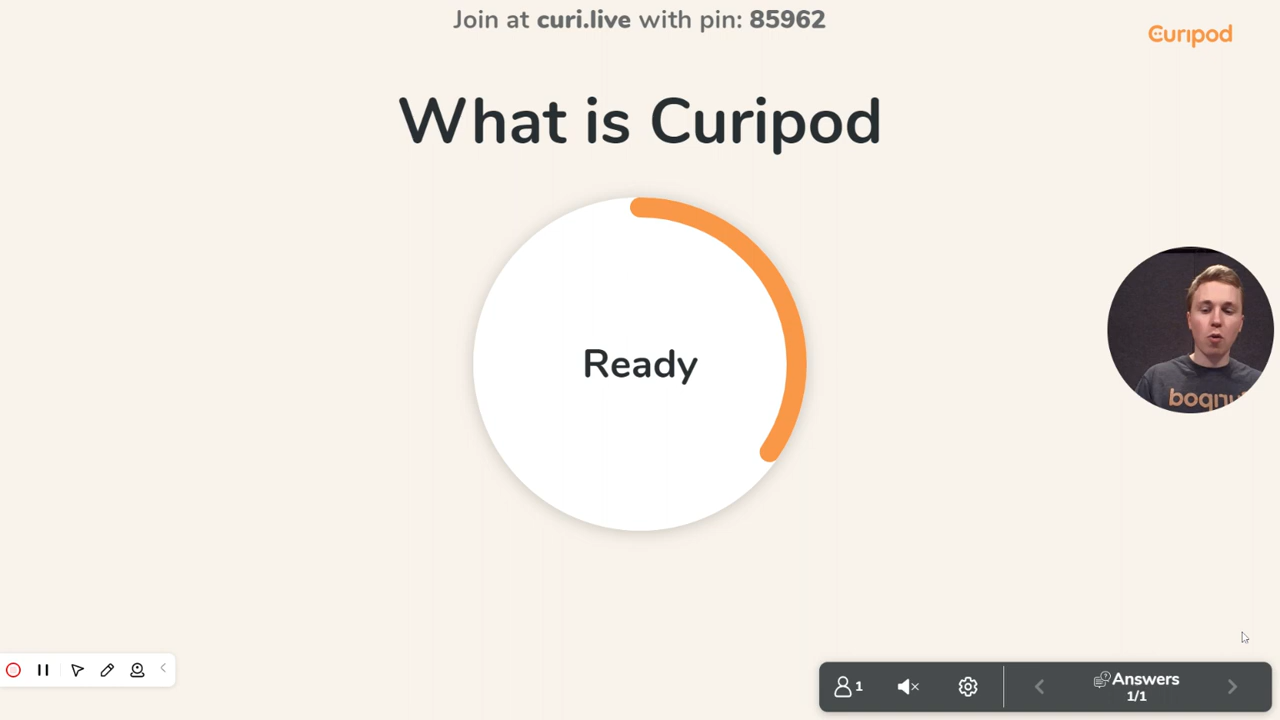 Join at curi.live with pin: 85962
Curipod
What is Curipod
Ready
1
Answers
1/1